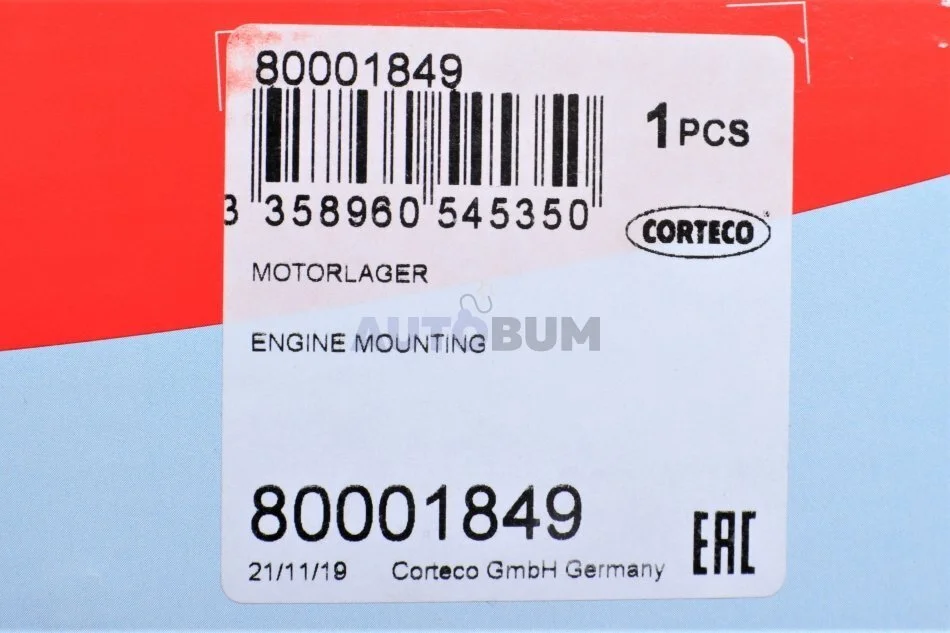 80001849
1 PCS
3 358960 545350
CORTECO
MOTORLAGER
AUTOBUM
ENGINE MOUNTING
80001849
EAC
21/11/19 Corteco GmbH Germany